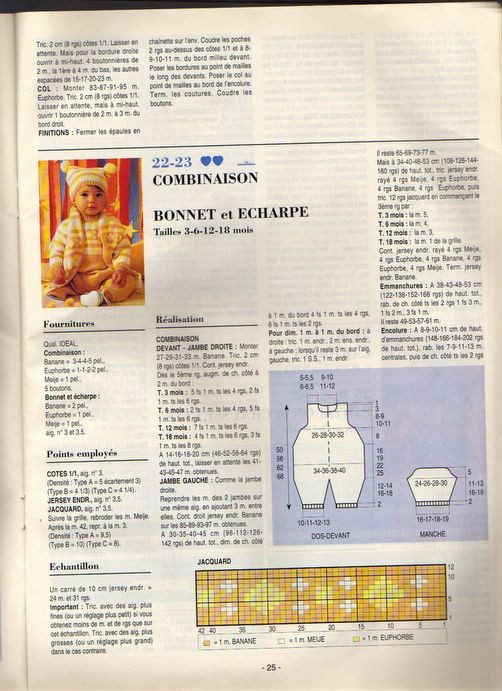 Tric. 2 cm (8 rgs) côtes 1/1. Laisser en
attente. Mais pour la bordure droite
ouvrir à mi-haut. 4 boutonnières de
2 m., la 1ère à 4 m. du bas, les autres
espacées de 15-17-20-23 m.
COL : Monter 83-87-91-95 m.
Euphorbe. Tric. 2 cm (8 rgs) côtes 1/1.
Laisser en attente, mais à mi-haut.
ouvrir 1 boutonnière de 2 m. à 3 m. du
bord droit.
FINITIONS : Fermer les épaules en
chaînette sur l'env. Coudre les poches
2 rgs au-dessus des côtes 1/1 et à 8-
9-10-11 m. du bord milieu devant.
Poser les bordures au point de mailles
le long des devants. Poser le col au
point de mailles au bord de l'encolure.
Term. les coutures. Coudre les
boutons.
22-23
COMBINAISON
BONNET et ECHARPE
Tailles 3-6-12-18 mois
Fournitures
Qual. IDEAL,
Combinaison :
Banane = 3-4-4-5 pel.,
Euphorbe = 1-1-2-2 pel.,
Meije = 1 pel.,
5 boutons,
Bonnet et écharpe :
Banane = 2 pel.,
Euphorbe = 1 pel.,
Meije = 1 pel.,
aig. n° 3 et 3,5.
Points employés
COTES 1/1, aig. n° 3.
(Densité : Type A = 5 écartement 3)
(Type B = 4 1/3) (Type C = 4 1/4).
JERSEY ENDR., aig. n° 3,5.
JACQUARD, aig. n° 3,5.
Suivre la grille, rebroder les m. Meije.
Après la m. 42, repr. à la m. 3.
(Densité : Type A = 9,5)
(Type B = 10) (Type C = 8).
Echantillon
Un carré de 10 cm jersey endr. =
24 m. et 31 rgs.
Important : Tric. avec des aig. plus
fines (ou un réglage plus petit) si vous
obtenez moins de m. et de rgs que sur
cet échantillon. Tric. avec des aig. plus
grosses (ou un réglage plus grand)
dans le cas contraire.
Réalisation
COMBINAISON
DEVANT - JAMBE DROITE : Monter
27-29-31-33 m. Banane. Tric. 2 cm
(8 rgs) côtes 1/1. Cont. jersey endr.
Dès le 5ème rg, augm. de ch. côté à
2 m. du bord :
T. 3 mois : 5 fs 1 m. ts les 4 rgs, 2 fs
1 m. ts les 6 rgs.
T. 6 mois : 2 fs 1 m. ts les 4 rgs, 5 fs
1 m. ts les 6 rgs.
T. 12 mois : 7 fs 1 m. ts les 6 rgs.
T. 18 mois : 4 fs 1 m. ts les 6 rgs, 3 fs
1 m. ts les 8 rgs.
A 14-16-18-20 cm (46-52-58-64 rgs)
de haut. tot., laisser en attente les 41-
43-45-47 m. obtenues.
JAMBE GAUCHE : Comme la jambe
droite.
Reprendre les m. des 2 jambes sur
une même aig. en ajoutant 3 m. entre
elles. Cont. droit jersey endr. Banane
sur les 85-89-93-97 m. obtenues.
A 30-35-40-45 cm (96-112-126-
142 rgs) de haut. tot., dim. de ch. côté
à 1 m. du bord 4 fs 1 m. ts les 4 rgs,
6 fs 1 m. ts les 2 rgs.
Pour dim. 1 m. à 1 m. du bord : à
droite : tric. 1 m. endr., 2 m. ens. endr.,
à gauche : lorsqu'il reste 3 m. sur l'aig.
gauche, tric. 1 S.S., 1 m. endr.
Il reste 65-69-73-77 m.
Mais à 34-40-46-53 cm (108-126-144-
160 rgs) de haut. tot., tric. jersey endr.
rayé 4 rgs Meije, 4 rgs Euphorbe,
4 rgs Banane, 4 rgs Euphorbe, puis
tric. 12 rgs jacquard en commençant le
3ème rg par :
T. 3 mois : la m. 5,
T. 6 mois : la m. 4,
T. 12 mois : la m. 3,
T. 18 mois : la m. 1 de la grille.
Cont. jersey endr. rayé 4 rgs Meije,
4 rgs Euphorbe, 4 rgs Banane, 4 rgs
Euphorbe, 4 rgs Meije. Term. jersey
endr. Banane.
Emmanchures : A 38-43-48-53 cm
(122-138-152-168 rgs) de haut. tot.,
rab. de ch. côté ts les 2 rgs 1 fs 3 m.,
1 fs 2 m., 3 fs 1 m.
Il reste 49-53-57-61 m.
Encolure : A 8-9-10-11 cm de haut.
d'emmanchures (148-166-184-202 rgs
de haut. tot.), rab. les 7-9-11-13 m.
centrales, puis de ch. côté ts les 2 rgs
5-5,5 9-10
6-6,5 11-12
1
3
8-9
10-11
8
26-28-30-32
50
56
62
68
34-36-38-40
16
19
22
25
12-14
16-18
2
10-11-12-13
DOS-DEVANT
24-26-28-30
5
11-13
16-19
2
16-17-18-19
MANCHE
JACQUARD
12
10
5
1
42 40 35 30 25 20 15 10 5 1
= 1 m. BANANE = 1 m. MEIJE = 1 m. EUPHORBE
- 25 -